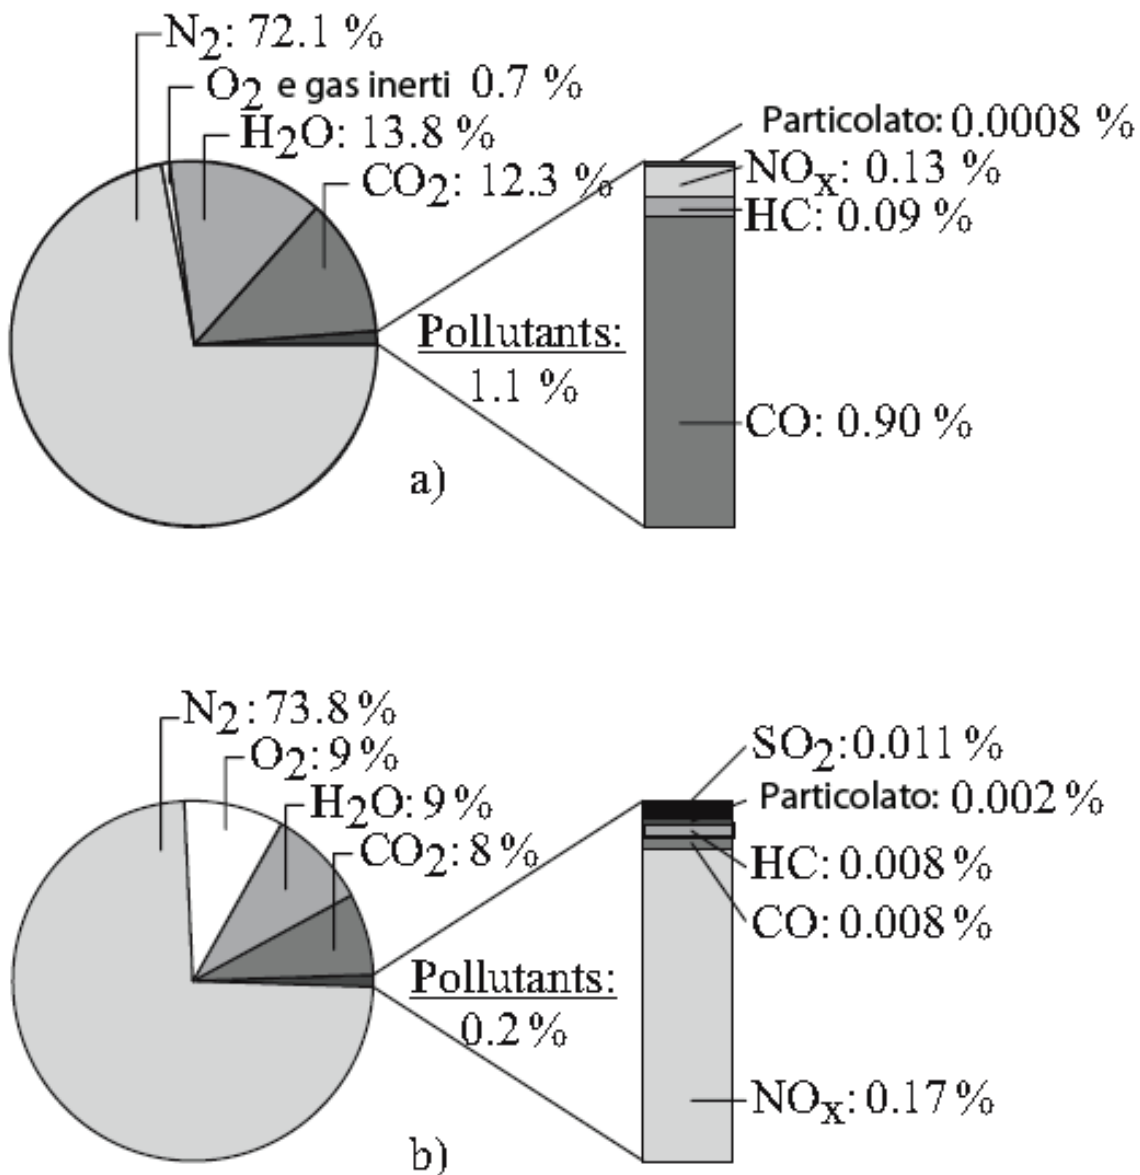 N2: 72.1 %
O2 e gas inerti 0.7 %
H2O: 13.8 %
CO2: 12.3 %
Particolato: 0.0008 %
NOx: 0.13 %
HC: 0.09 %
Pollutants:
1.1 %
CO: 0.90 %
a)
N2: 73.8 %
O2: 9 %
H2O: 9 %
CO2: 8 %
SO2: 0.011 %
Particolato: 0.002 %
HC: 0.008 %
CO: 0.008 %
Pollutants:
0.2 %
NOx: 0.17 %
b)